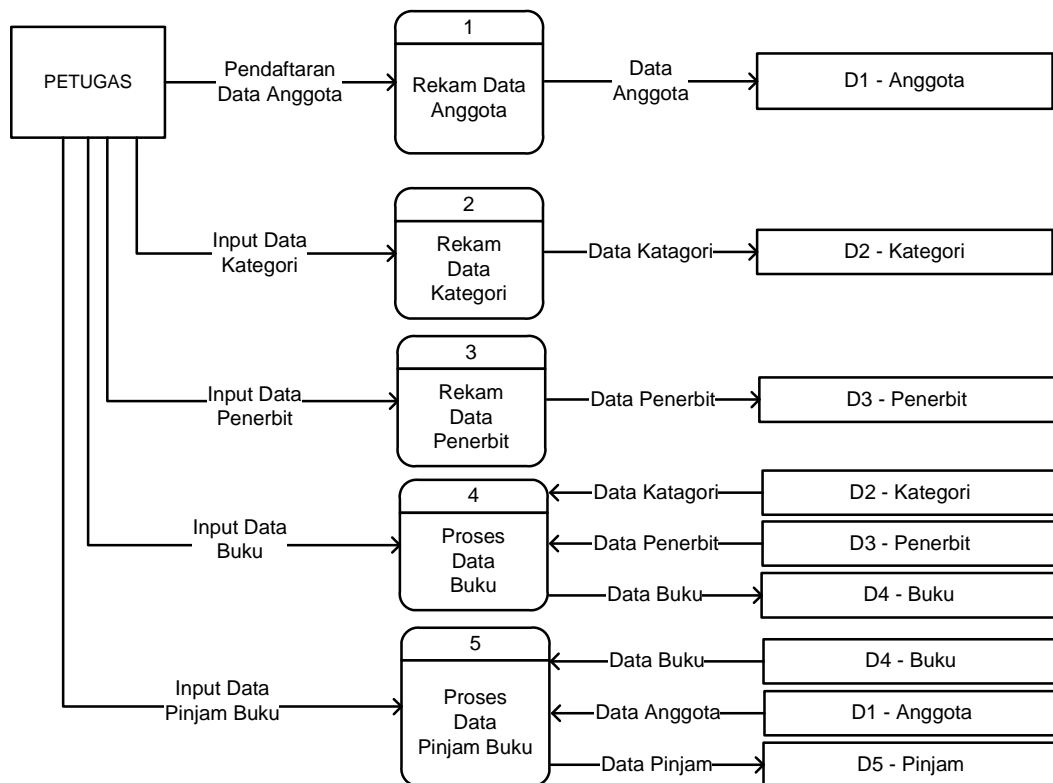 PETUGAS
Pendaftaran
Data Anggota
1
Rekam Data
Anggota
Data
Anggota
D1 - Anggota
Input Data
Kategori
2
Rekam
Data
Kategori
Data Katagori
D2 - Kategori
Input Data
Penerbit
3
Rekam
Data
Penerbit
Data Penerbit
D3 - Penerbit
Input Data
Buku
4
Proses
Data
Buku
Data Katagori
D2 - Kategori
Data Penerbit
D3 - Penerbit
Data Buku
D4 - Buku
Input Data
Pinjam Buku
5
Proses
Data
Pinjam Buku
Data Buku
D4 - Buku
Data Anggota
D1 - Anggota
Data Pinjam
D5 - Pinjam